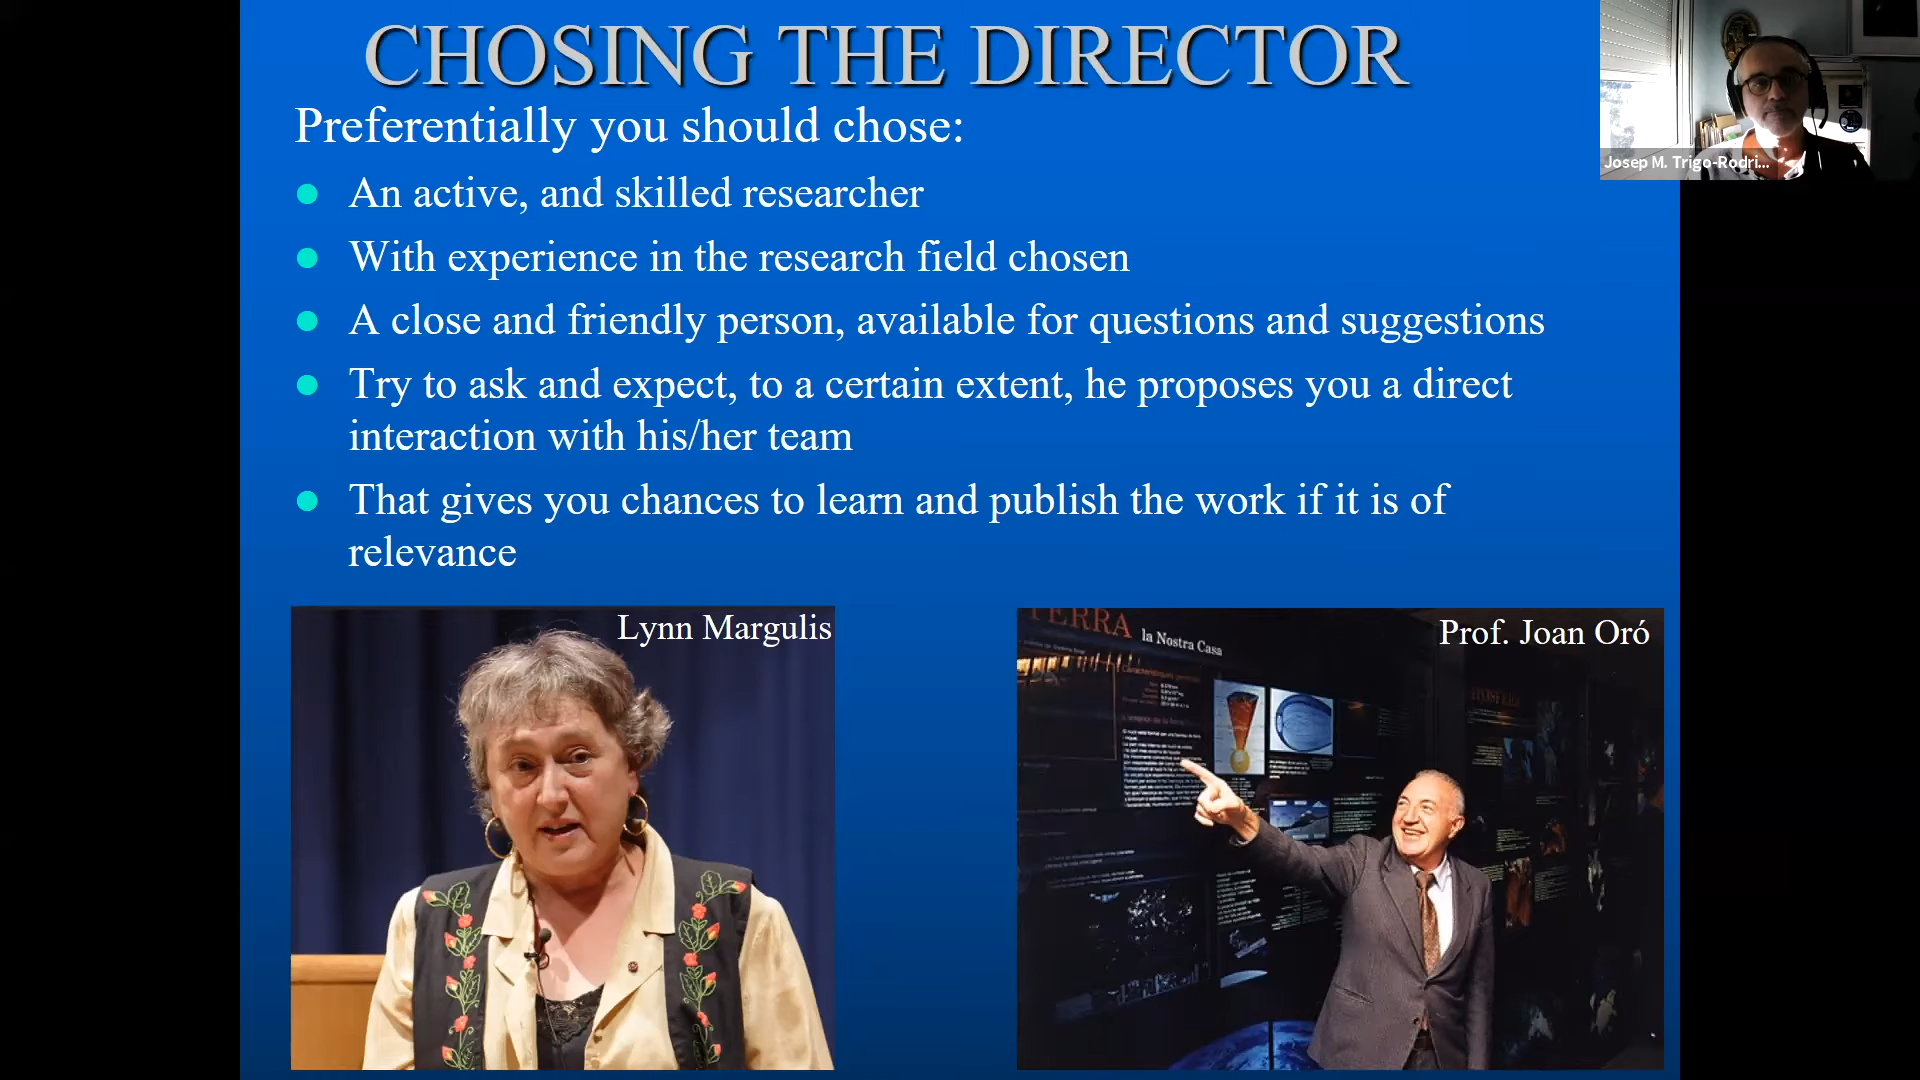 CHOSING THE DIRECTOR
Preferentially you should chose:
An active, and skilled researcher
With experience in the research field chosen
A close and friendly person, available for questions and suggestions
Try to ask and expect, to a certain extent, he proposes you a direct
interaction with his/her team
That gives you chances to learn and publish the work if it is of
relevance
Josep M. Trigo-Rodri...
Lynn Margulis
TERRA la Nostra Casa
Prof. Joan Oró